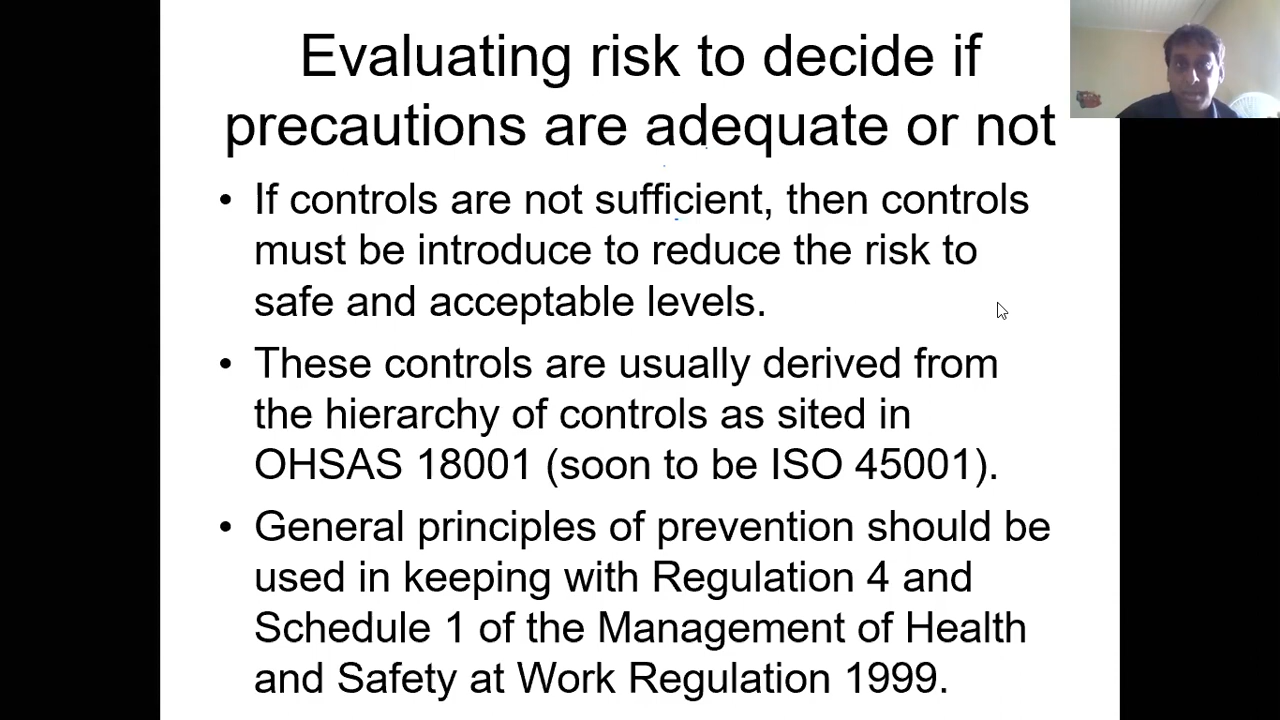 Evaluating risk to decide if
precautions are adequate or not
• If controls are not sufficient, then controls
must be introduce to reduce the risk to
safe and acceptable levels.
• These controls are usually derived from
the hierarchy of controls as sited in
OHSAS 18001 (soon to be ISO 45001).
• General principles of prevention should be
used in keeping with Regulation 4 and
Schedule 1 of the Management of Health
and Safety at Work Regulation 1999.